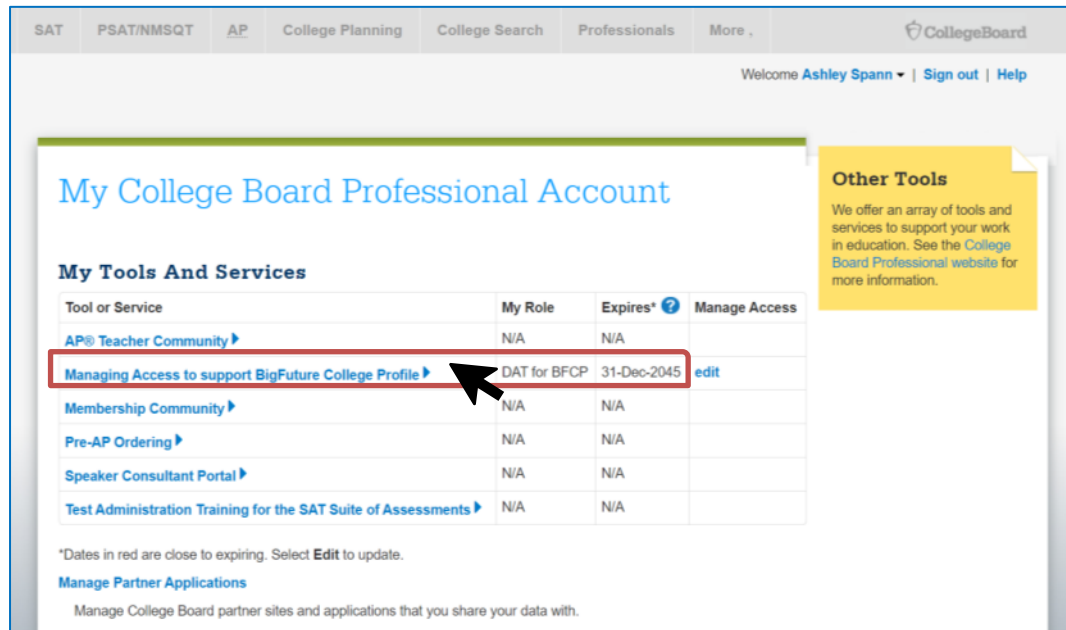 SAT PSAT/NMSQT AP College Planning College Search Professionals More , CollegeBoard
Welcome Ashley Spann | Sign out | Help
My College Board Professional Account
My Tools And Services
Tool or Service My Role Expires* ? Manage Access
AP® Teacher Community N/A N/A
Managing Access to support BigFuture College Profile DAT for BFCP 31-Dec-2045 edit
Membership Community N/A N/A
Pre-AP Ordering N/A N/A
Speaker Consultant Portal N/A N/A
Test Administration Training for the SAT Suite of Assessments N/A N/A
*Dates in red are close to expiring. Select Edit to update.
Manage Partner Applications
Manage College Board partner sites and applications that you share your data with.
Other Tools
We offer an array of tools and
services to support your work
in education. See the College
Board Professional website for
more information.